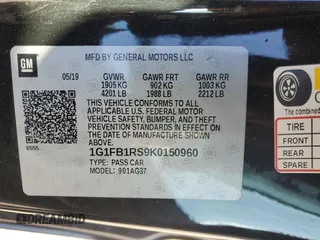 GM
MFD BY GENERAL MOTORS LLC
05/19 GVWR GAWR FRT GAWR RR
1905 KG 902 KG 1003 KG
4201 LB 1988 LB 2212 LB
THIS VEHICLE CONFORMS TO ALL
APPLICABLE U.S. FEDERAL MOTOR
VEHICLE SAFETY, BUMPER, AND THEFT
PREVENTION STANDARDS IN EFFECT ON
THE DATE OF MANUFACTURE SHOWN ABOVE.
1G1FB1RS9K0150960
TYPE: PASS CAR
MODEL: 901AG37
TIRE
FRONT
REAR
SPARE